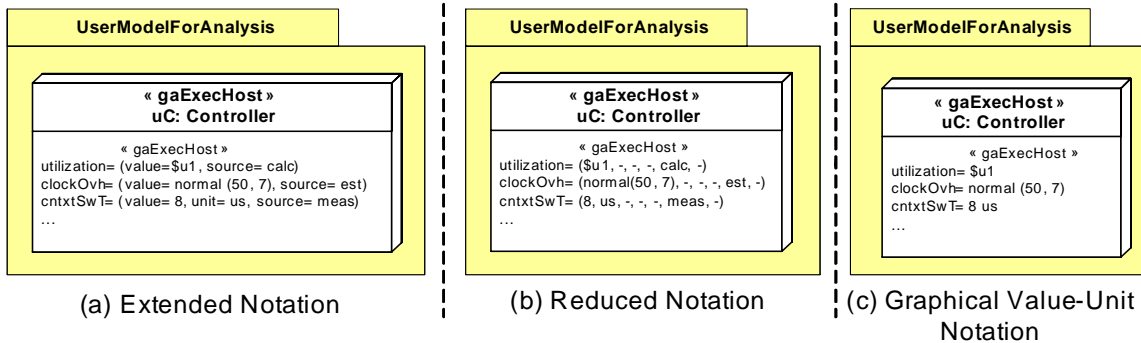 UserModelForAnalysis
« gaExecHost »
uC: Controller
« gaExecHost »
utilization= (value=$u1, source= calc)
clockOvh= (value= normal (50, 7), source= est)
cntxtSwT= (value= 8, unit= us, source= meas)
...
(a) Extended Notation
UserModelForAnalysis
« gaExecHost »
uC: Controller
« gaExecHost »
utilization= ($u1, -, -, -, calc, -)
clockOvh= (normal(50, 7), -, -, -, est, -)
cntxtSwT= (8, us, -, -, -, meas, -)
...
(b) Reduced Notation
UserModelForAnalysis
« gaExecHost »
uC: Controller
« gaExecHost »
utilization= $u1
clockOvh= normal (50, 7)
cntxtSwT= 8 us
...
(c) Graphical Value-Unit
Notation